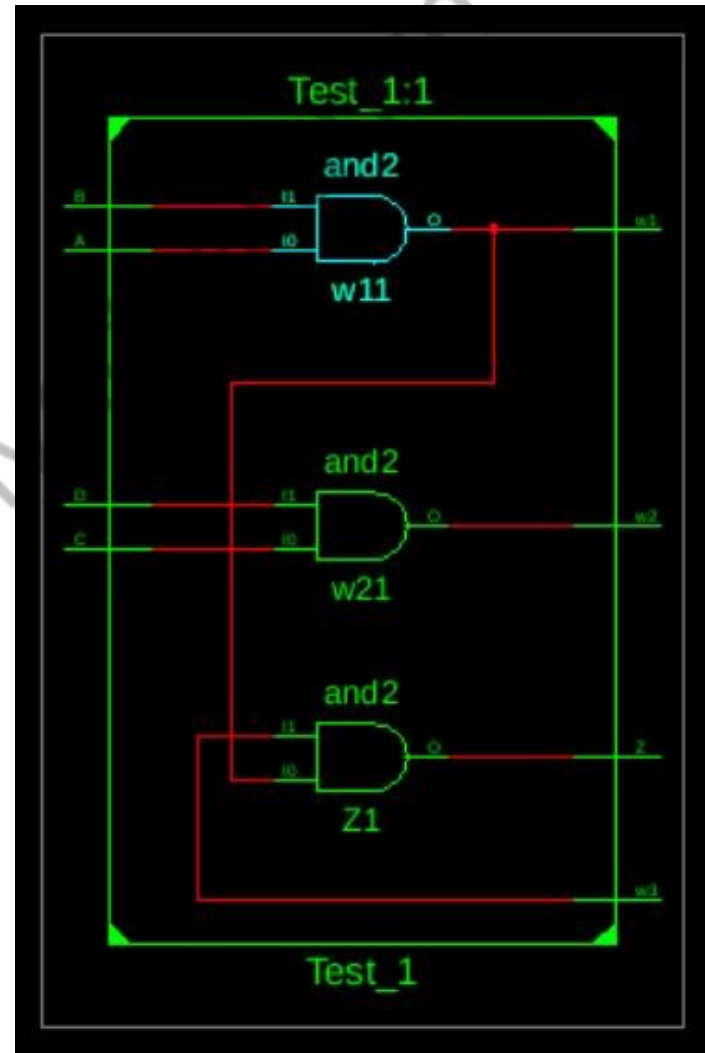 Test_1:1
and2
B I1
O w1
A I0
w11
and2
D I1
O w2
C I0
w21
and2
I1
O Z
I0
Z1
w3
Test_1